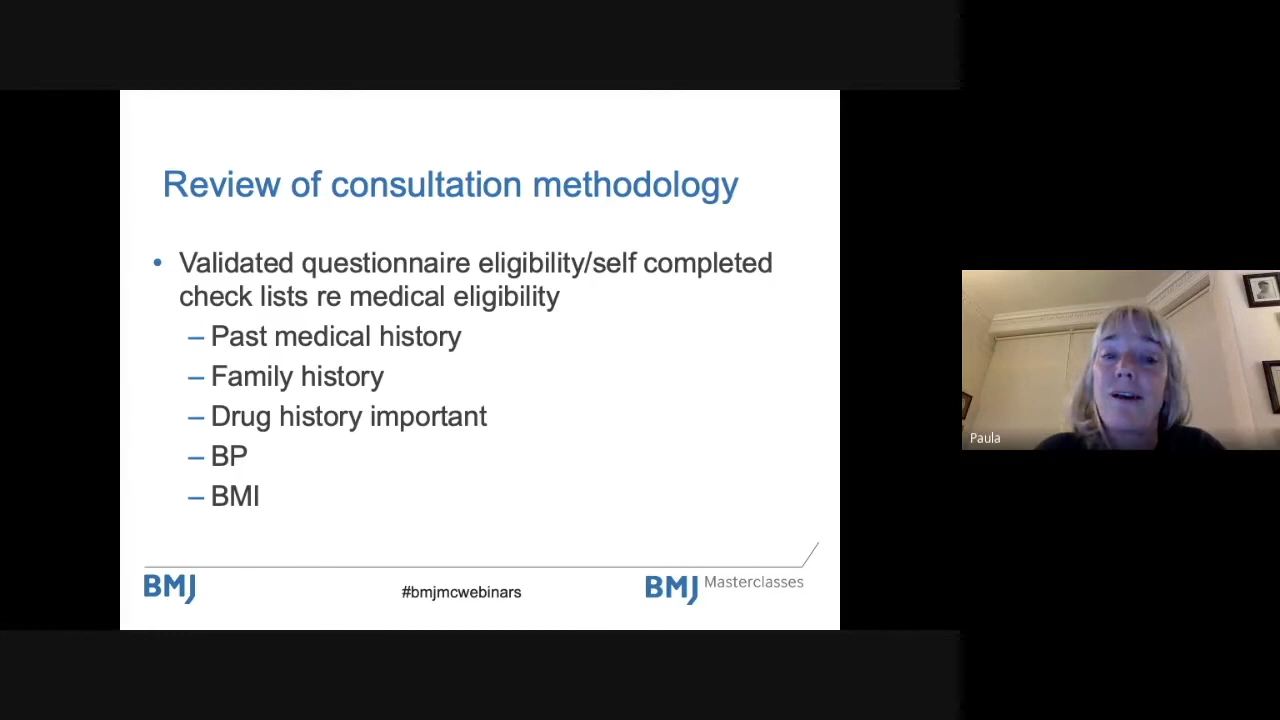 Review of consultation methodology
• Validated questionnaire eligibility/self completed
check lists re medical eligibility
– Past medical history
– Family history
– Drug history important
– BP
– BMI
BMJ
#bmjmcwebinars
BMJ Masterclasses
Paula